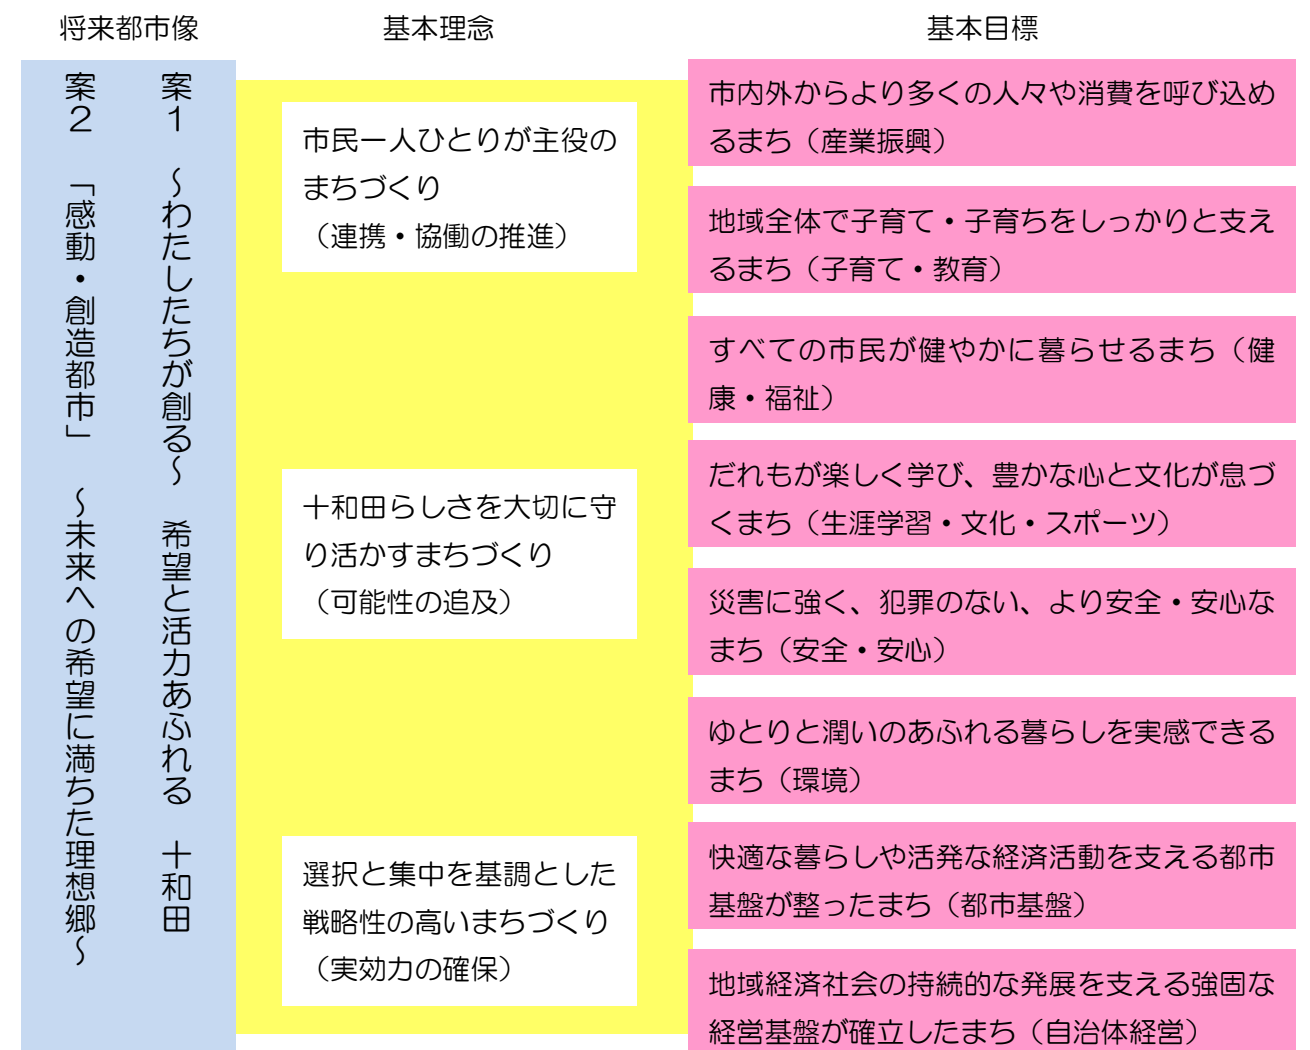 将来都市像
基本理念
基本目標
案1　～わたしたちが創る～　希望と活力あふれる　十和田
案2　「感動・創造都市」　～未来への希望に満ちた理想郷～
市民一人ひとりが主役の
まちづくり
（連携・協働の推進）
十和田らしさを大切に守
り活かすまちづくり
（可能性の追及）
選択と集中を基調とした
戦略性の高いまちづくり
（実効力の確保）
市内外からより多くの人々や消費を呼び込め
るまち（産業振興）
地域全体で子育て・子育ちをしっかりと支え
るまち（子育て・教育）
すべての市民が健やかに暮らせるまち（健
康・福祉）
だれもが楽しく学び、豊かな心と文化が息づ
くまち（生涯学習・文化・スポーツ）
災害に強く、犯罪のない、より安全・安心な
まち（安全・安心）
ゆとりと潤いのあふれる暮らしを実感できる
まち（環境）
快適な暮らしや活発な経済活動を支える都市
基盤が整ったまち（都市基盤）
地域経済社会の持続的な発展を支える強固な
経営基盤が確立したまち（自治体経営）